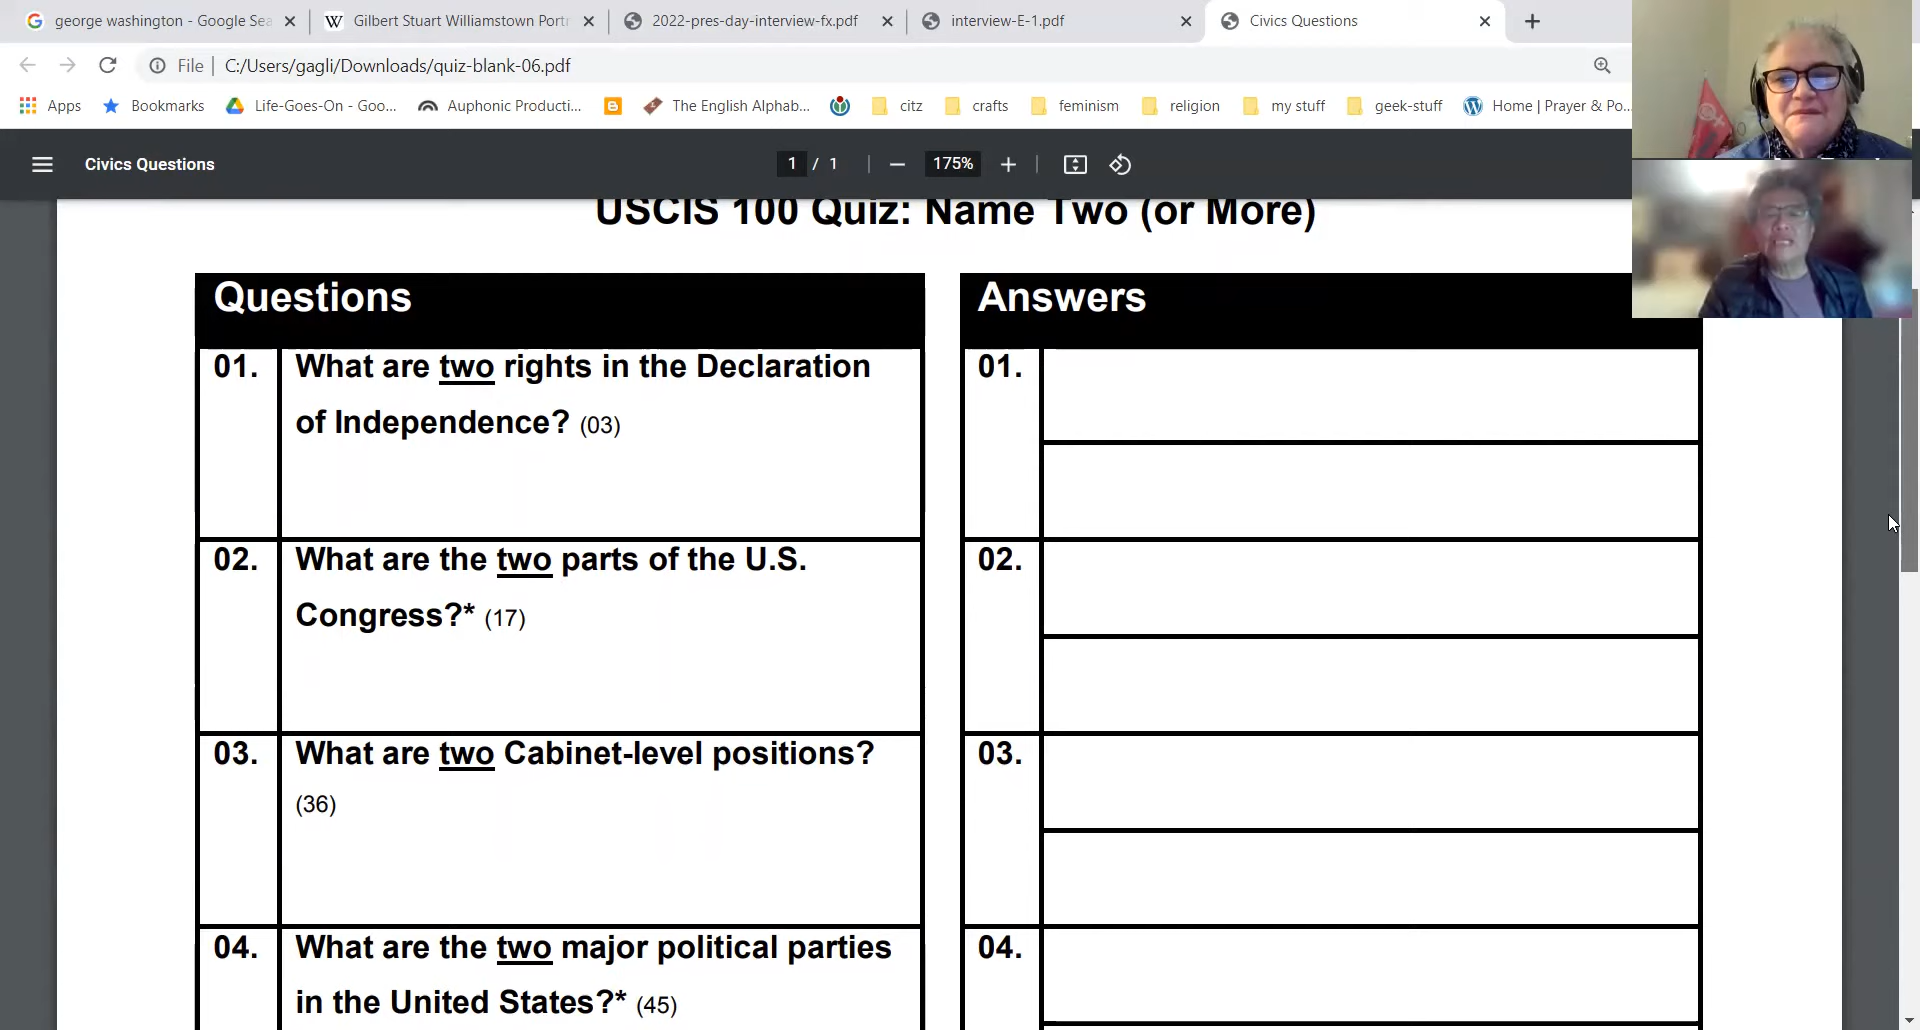 george washington - Google Sea
Gilbert Stuart Williamstown Portr
2022-pres-day-interview-fx.pdf
interview-E-1.pdf
Civics Questions
File
C:/Users/gagli/Downloads/quiz-blank-06.pdf
Apps
Bookmarks
Life-Goes-On - Goo...
Auphonic Producti...
The English Alphab...
citz
crafts
feminism
religion
my stuff
geek-stuff
Home | Prayer & Po...
Civics Questions
1 / 1
175%
USCIS 100 Quiz: Name Two (or More)
Questions
01. What are two rights in the Declaration
of Independence? (03)
02. What are the two parts of the U.S.
Congress?* (17)
03. What are two Cabinet-level positions?
(36)
04. What are the two major political parties
in the United States?* (45)
Answers
01.
02.
03.
04.